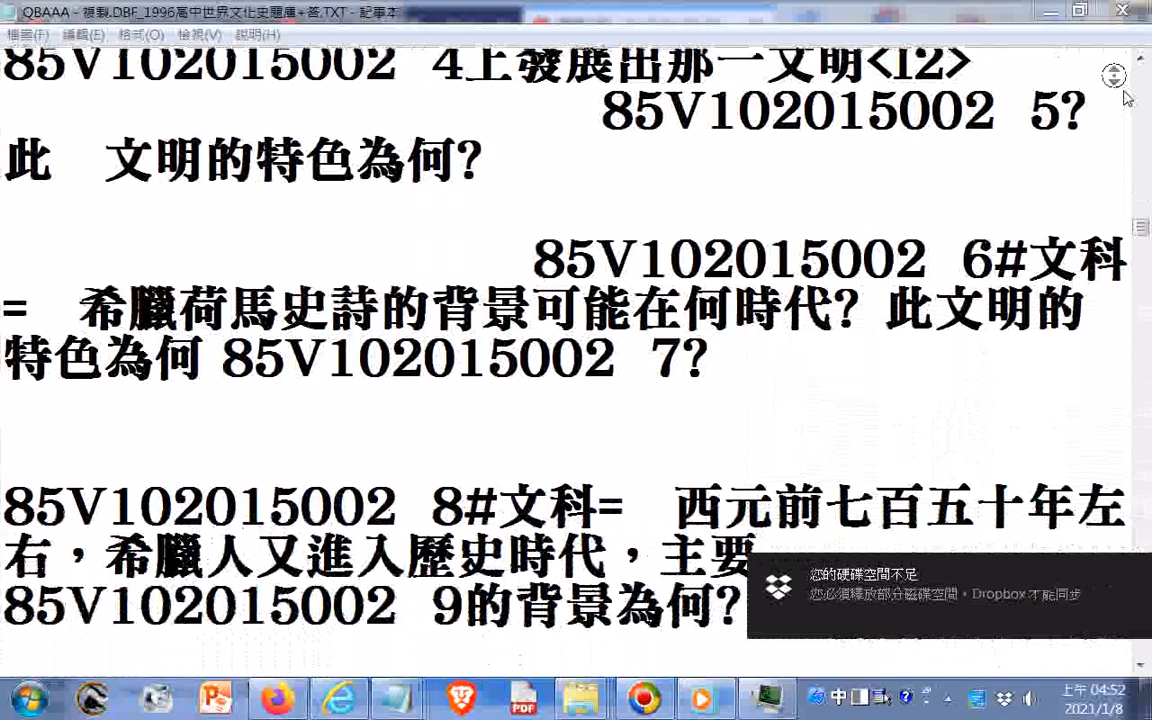 QBAAA - 複製.DBF_1996高中世界文化史題庫+答.TXT - 記事本
檔案(F) 編輯(E) 格式(O) 檢視(V) 說明(H)
85V102015002 4上發展出那一文明<I2>
85V102015002 5?
此 文明的特色為何?
85V102015002 6#文科
= 希臘荷馬史詩的背景可能在何時代? 此文明的
特色為何 85V102015002 7?
85V102015002 8#文科= 西元前七百五十年左
右，希臘人又進入歷史時代，主要
85V102015002 9的背景為何?
您的硬碟空間不足
您必須釋放部分磁碟空間，Dropbox 才能同步
中
上午 04:52
2021/1/8